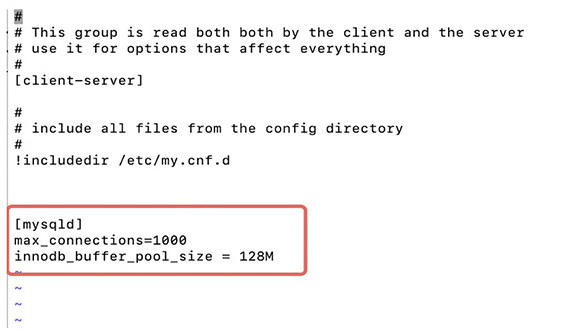 #
# This group is read both both by the client and the server
# use it for options that affect everything
#
[client-server]
#
# include all files from the config directory
#
!includedir /etc/my.cnf.d
[mysqld]
max_connections=1000
innodb_buffer_pool_size = 128M
~
~
~
~